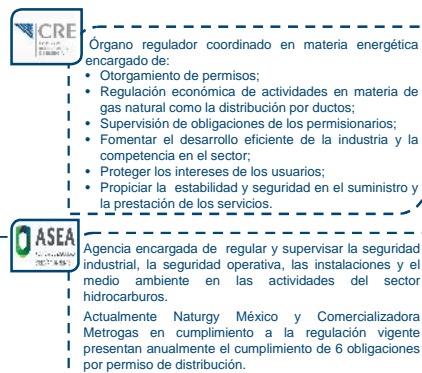 CRE
Órgano regulador coordinado en materia energética
encargado de:
• Otorgamiento de permisos;
• Regulación económica de actividades en materia de
gas natural como la distribución por ductos;
• Supervisión de obligaciones de los permisionarios;
• Fomentar el desarrollo eficiente de la industria y la
competencia en el sector;
• Proteger los intereses de los usuarios;
• Propiciar la estabilidad y seguridad en el suministro y
la prestación de los servicios.
ASEA
Agencia encargada de regular y supervisar la seguridad
industrial, la seguridad operativa, las instalaciones y el
medio ambiente en las actividades del sector
hidrocarburos.
Actualmente Naturgy México y Comercializadora
Metrogas en cumplimiento a la regulación vigente
presentan anualmente el cumplimiento de 6 obligaciones
por permiso de distribución.